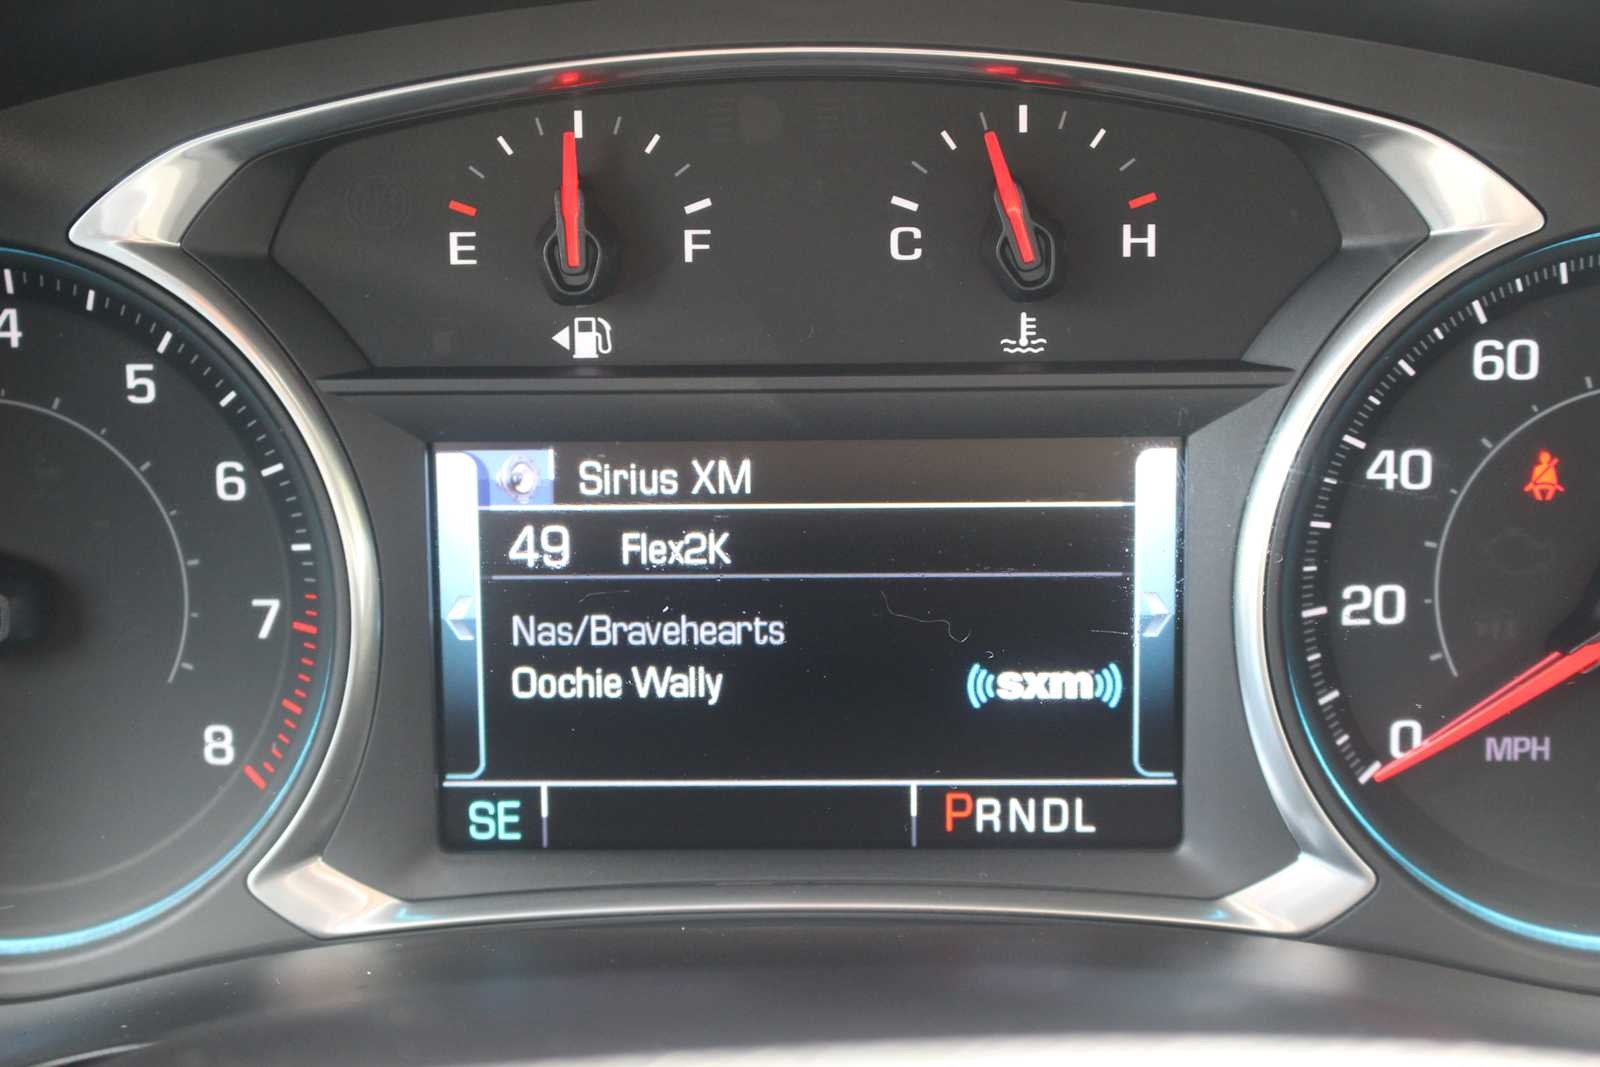 E F
C H
4
5
6
7
8
60
40
20
0
MPH
Sirius XM
49 Flex2K
Nas/Bravehearts
Oochie Wally
sxm
SE
PRNDL